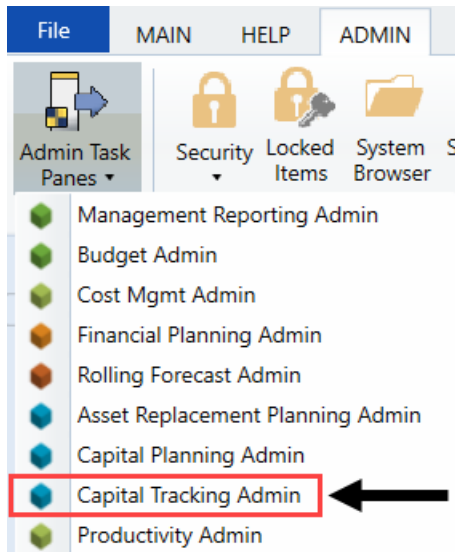 File MAIN HELP ADMIN
Admin Task Panes
Security
Locked Items
System Browser
S
Management Reporting Admin
Budget Admin
Cost Mgmt Admin
Financial Planning Admin
Rolling Forecast Admin
Asset Replacement Planning Admin
Capital Planning Admin
Capital Tracking Admin
Productivity Admin